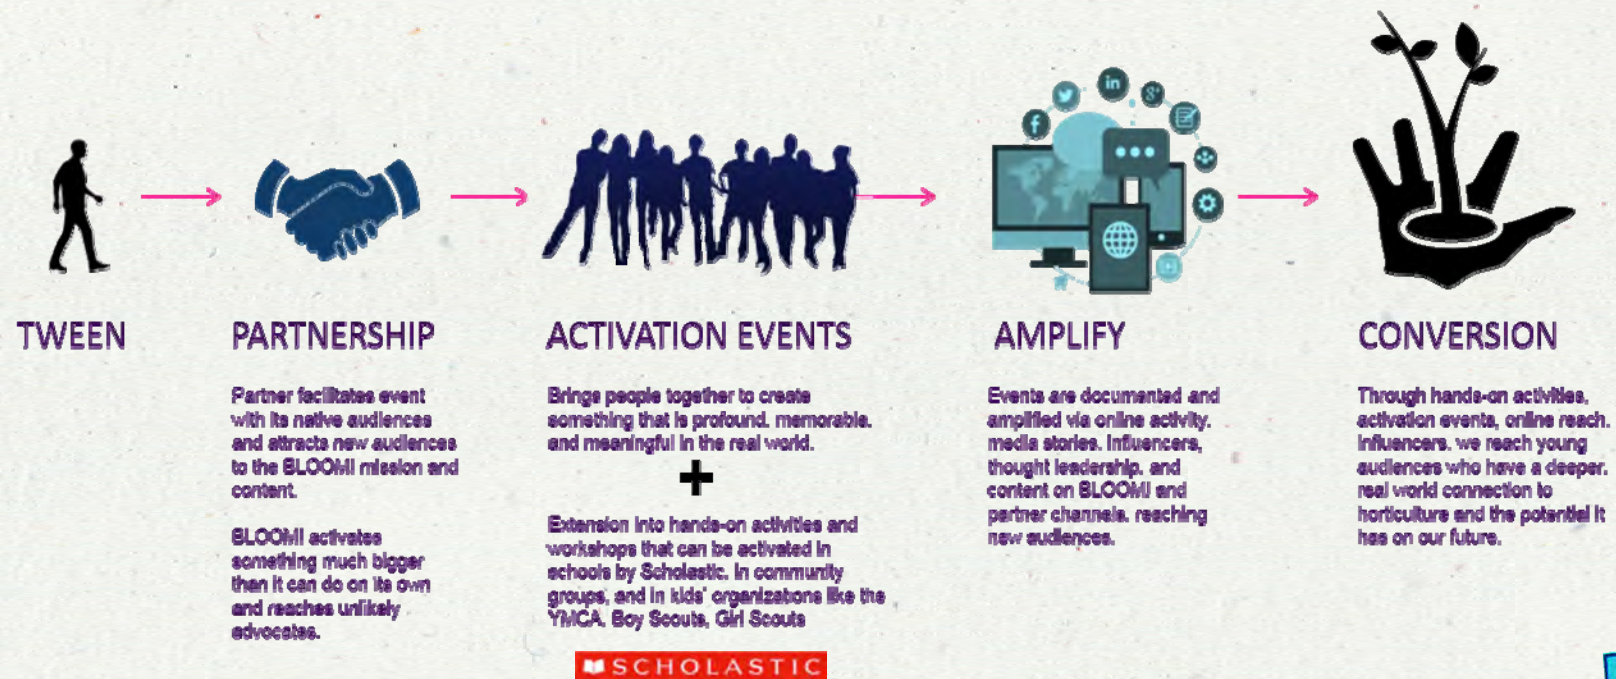 TWEEN
PARTNERSHIP
Partner facilitates event
with its native audiences
and attracts new audiences
to the BLOOM! mission and
content.
BLOOM! activates
something much bigger
than it can do on its own
and reaches unlikely
advocates.
ACTIVATION EVENTS
Brings people together to create
something that is profound, memorable,
and meaningful in the real world.
+
Extension into hands-on activities and
workshops that can be activated in
schools by Scholastic, in community
groups, and in kids' organizations like the
YMCA, Boy Scouts, Girl Scouts
SCHOLASTIC
AMPLIFY
Events are documented and
amplified via online activity,
media stories, influencers,
thought leadership, and
content on BLOOM! and
partner channels, reaching
new audiences.
CONVERSION
Through hands-on activities,
activation events, online reach,
influencers, we reach young
audiences who have a deeper,
real world connection to
horticulture and the potential it
has on our future.